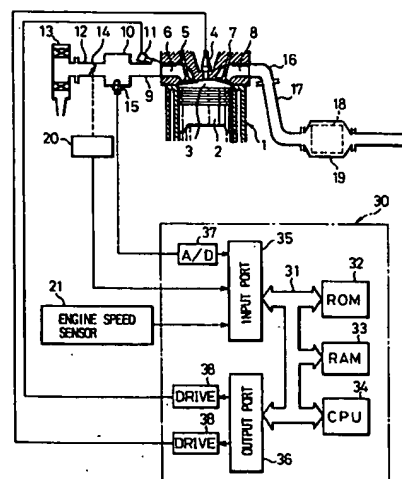 13 12 14 10 11 6 5 4 7 8
16
17
15
9
18
20
3 2 1
19
30
37
35
A/D
31
32
21
INPUT PORT
ROM
ENGINE SPEED
SENSOR
33
RAM
38
34
DRIVE
OUTPUT PORT
CPU
38
DRIVE
36